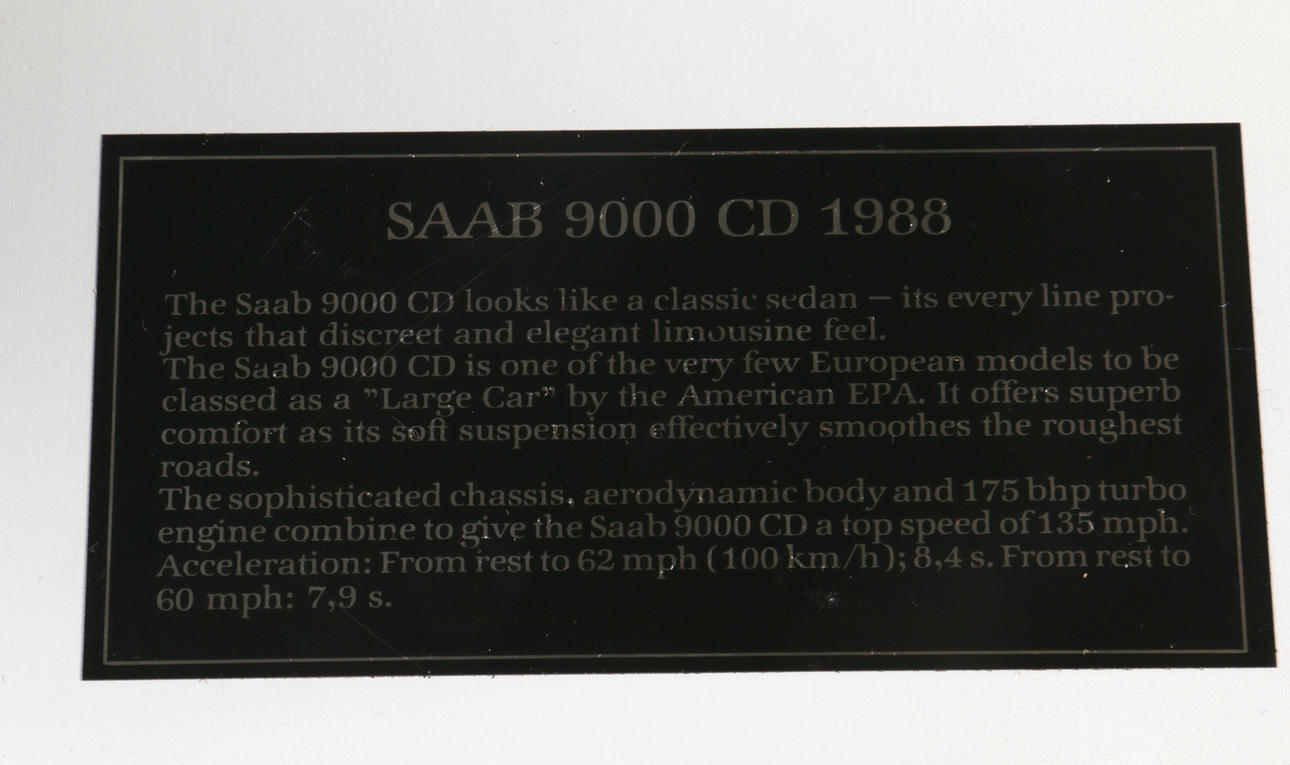 SAAB 9000 CD 1988
The Saab 9000 CD looks like a classic sedan – its every line pro-
jects that discreet and elegant limousine feel.
The Saab 9000 CD is one of the very few European models to be
classed as a ”Large Car” by the American EPA. It offers superb
comfort as its soft suspension effectively smoothes the roughest
roads.
The sophisticated chassis, aerodynamic body and 175 bhp turbo
engine combine to give the Saab 9000 CD a top speed of 135 mph.
Acceleration: From rest to 62 mph (100 km/h); 8,4 s. From rest to
60 mph: 7,9 s.